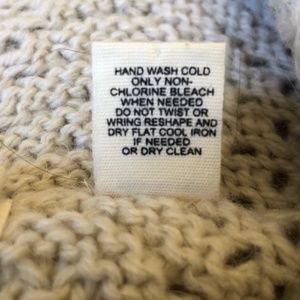 HAND WASH COLD
ONLY NON-
CHLORINE BLEACH
WHEN NEEDED
DO NOT TWIST OR
WRING RESHAPE AND
DRY FLAT COOL IRON
IF NEEDED
OR DRY CLEAN